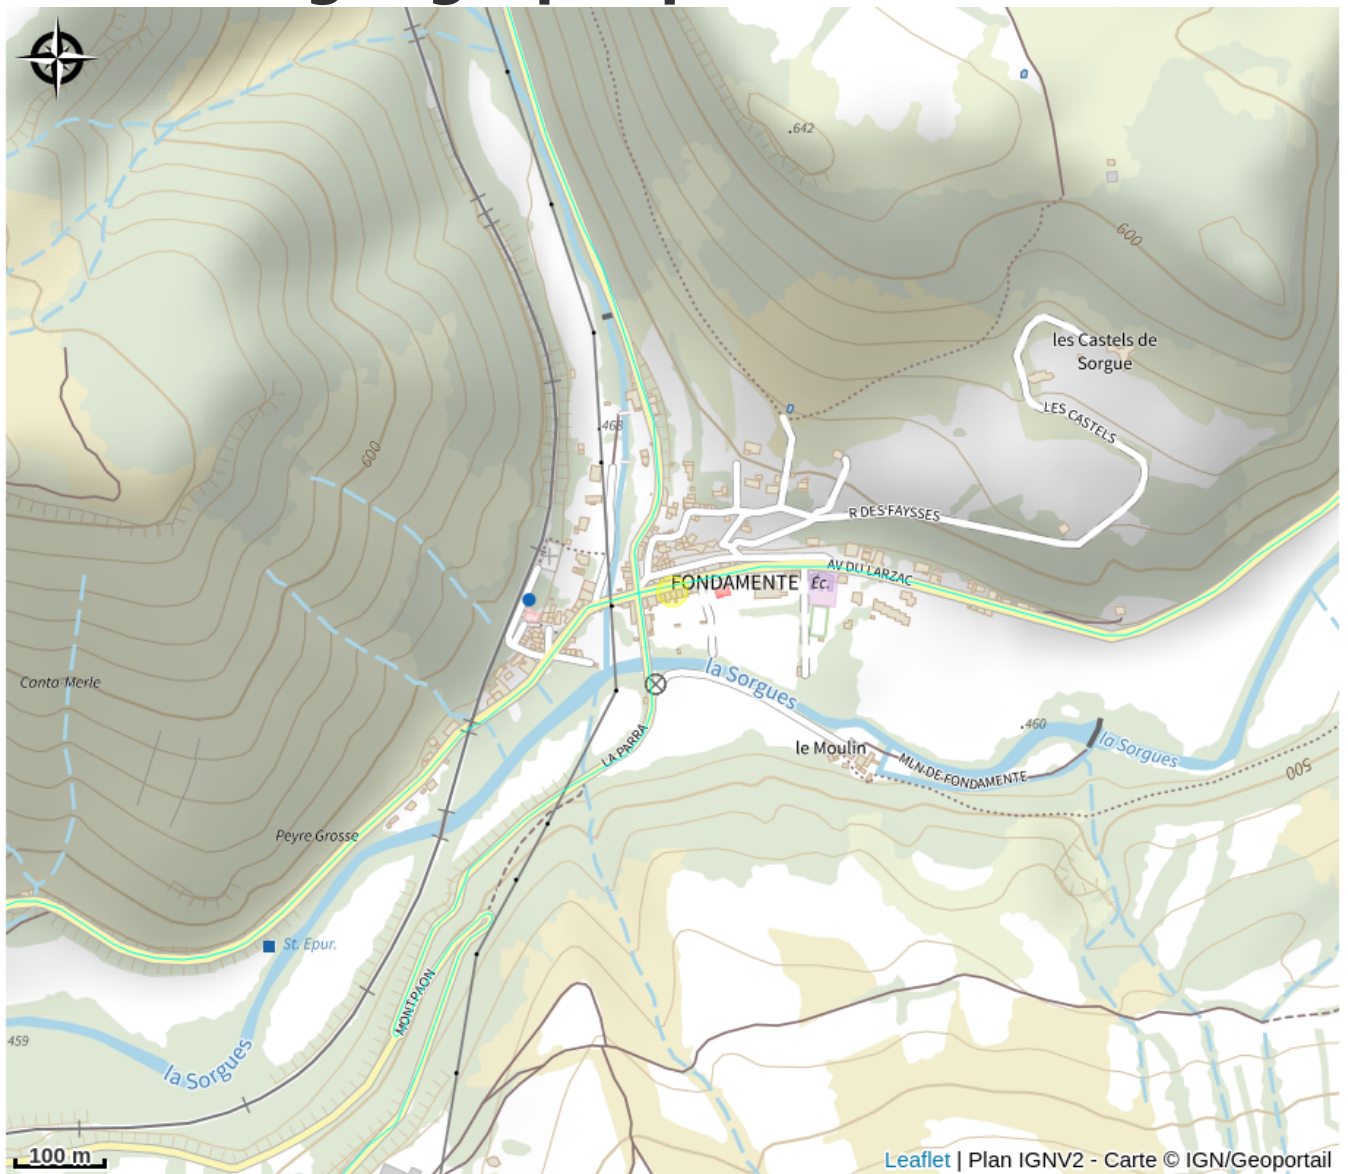 642
600
les Castels de
Sorgue
LES CASTELS
468
600
R DES FAYSSES
AV DU LARZAC
FONDAMENTE
Éc.
la Sorgues
Canto-Merle
LA PARRA
.460
la Sorgues
le Moulin
MLN DE FONDAMENTE
500
Peyre Grosse
St. Epur.
MONTPAON
459
la Sorgues
100 m
Leaflet | Plan IGNV2 - Carte © IGN/Geoportail